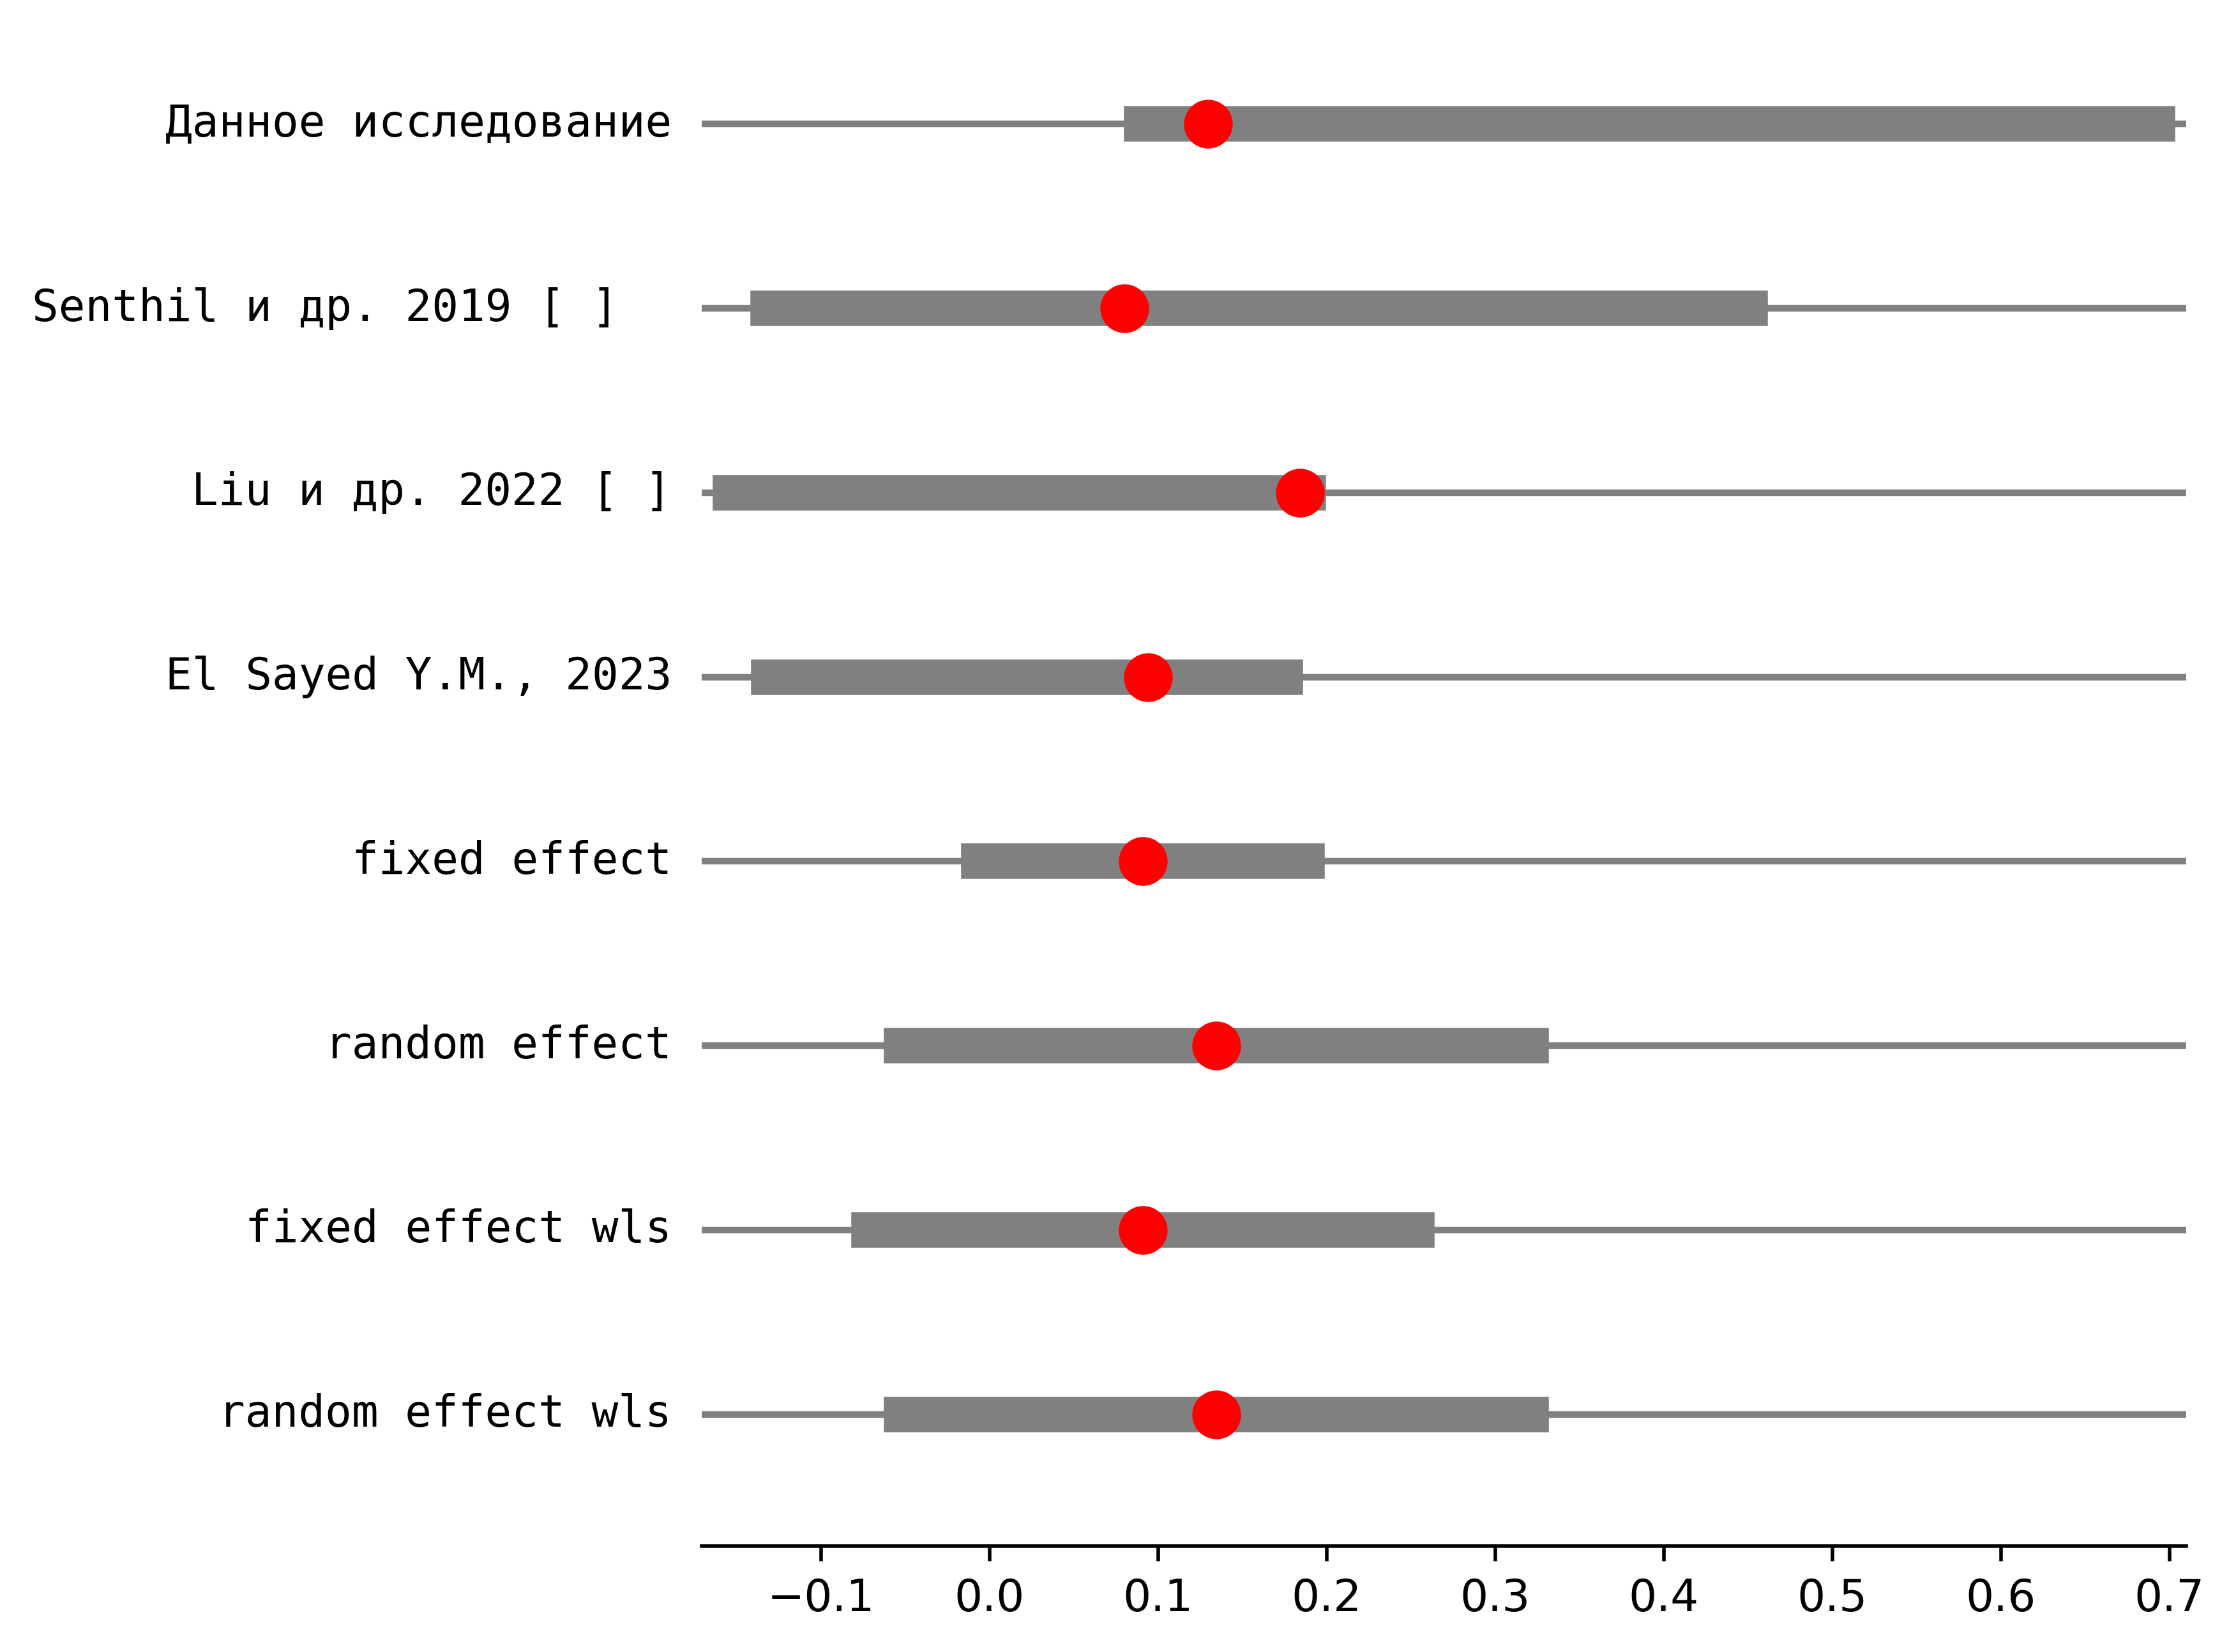 Данное исследование
Senthil и др. 2019 [ ]
Liu и др. 2022 [ ]
El Sayed Y.M., 2023
fixed effect
random effect
fixed effect wls
random effect wls
−0.1 0.0 0.1 0.2 0.3 0.4 0.5 0.6 0.7